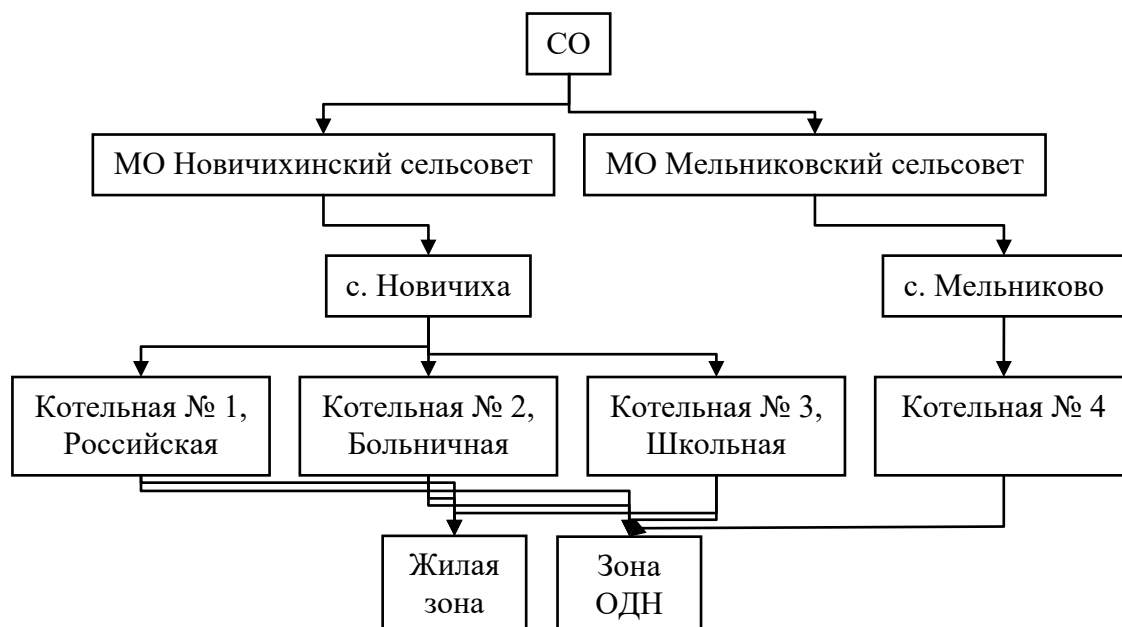 СО
МО Новичихинский сельсовет
МО Мельниковский сельсовет
с. Новичиха
с. Мельниково
Котельная № 1,
Российская
Котельная № 2,
Больничная
Котельная № 3,
Школьная
Котельная № 4
Жилая
зона
Зона
ОДН